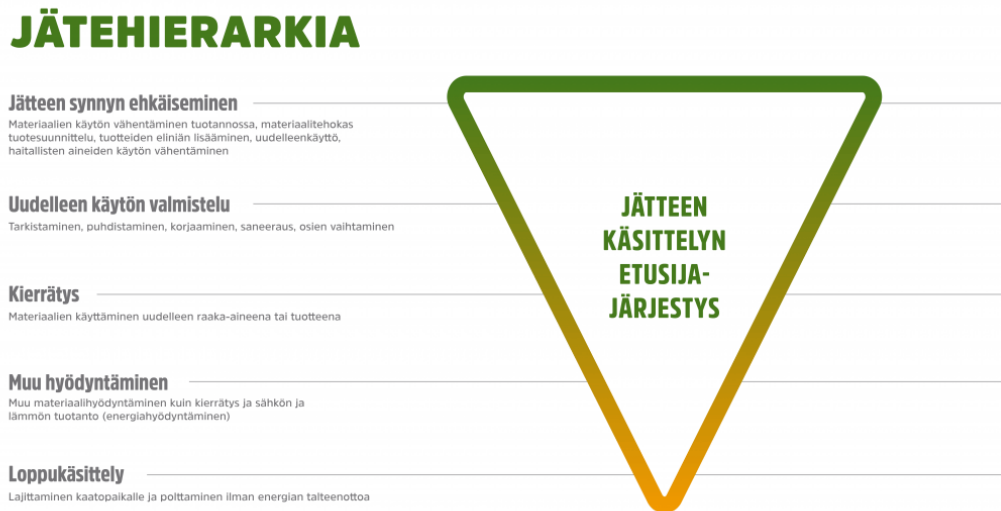 JÄTEHIERARKIA
Jätteen synnyn ehkäiseminen
Materiaalien käytön vähentäminen tuotannossa, materiaalitehokas
tuotesuunnittelu, tuotteiden eliniän lisääminen, uudelleenkäyttö,
haitallisten aineiden käytön vähentäminen
Uudelleen käytön valmistelu
Tarkistaminen, puhdistaminen, korjaaminen, saneeraus, osien vaihtaminen
Kierrätys
Materiaalien käyttäminen uudelleen raaka-aineena tai tuotteena
Muu hyödyntäminen
Muu materiaalihyödyntäminen kuin kierrätys ja sähkön ja
lämmön tuotanto (energiahyödyntäminen)
Loppukäsittely
Lajittaminen kaatopaikalle ja polttaminen ilman energian talteenottoa
JÄTTEEN
KÄSITTELYN
ETUSIJA-
JÄRJESTYS